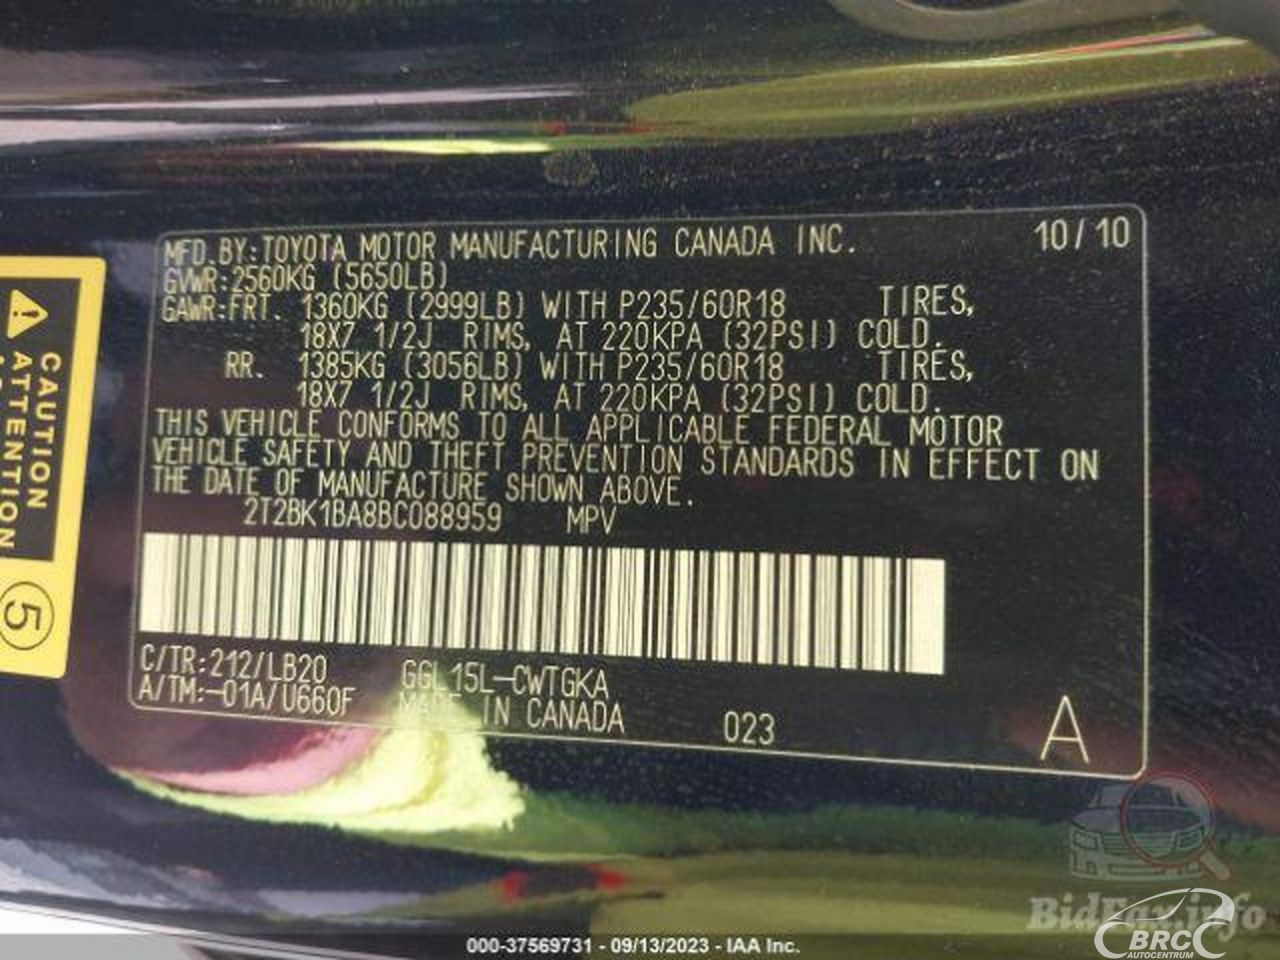 MFD.BY:TOYOTA MOTOR MANUFACTURING CANADA INC. 10/10
GVWR:2560KG (5650LB)
GAWR:FRT. 1360KG (2999LB) WITH P235/60R18 TIRES,
18X7 1/2J RIMS, AT 220KPA (32PSI) COLD.
RR. 1385KG (3056LB) WITH P235/60R18 TIRES,
18X7 1/2J RIMS, AT 220KPA (32PSI) COLD.
THIS VEHICLE CONFORMS TO ALL APPLICABLE FEDERAL MOTOR
VEHICLE SAFETY AND THEFT PREVENTION STANDARDS IN EFFECT ON
THE DATE OF MANUFACTURE SHOWN ABOVE.
2T2BK1BA8BC088959 MPV
C/TR:212/LB20 GGL15L-CWTGKA
A/TM:-01A/U660F MADE IN CANADA 023 A
CAUTION
ATTENTION
5
BidFax.info
BRC
AUTOCENTRUM
000-37569731 - 09/13/2023 - IAA Inc.